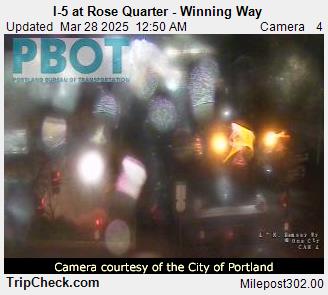 I-5 at Rose Quarter - Winning Way
Updated Mar 28 2025 12:50 AM Camera 4
PBOT
PORTLAND BUREAU OF TRANSPORTATION
Camera courtesy of the City of Portland
TripCheck.com Milepost302.00